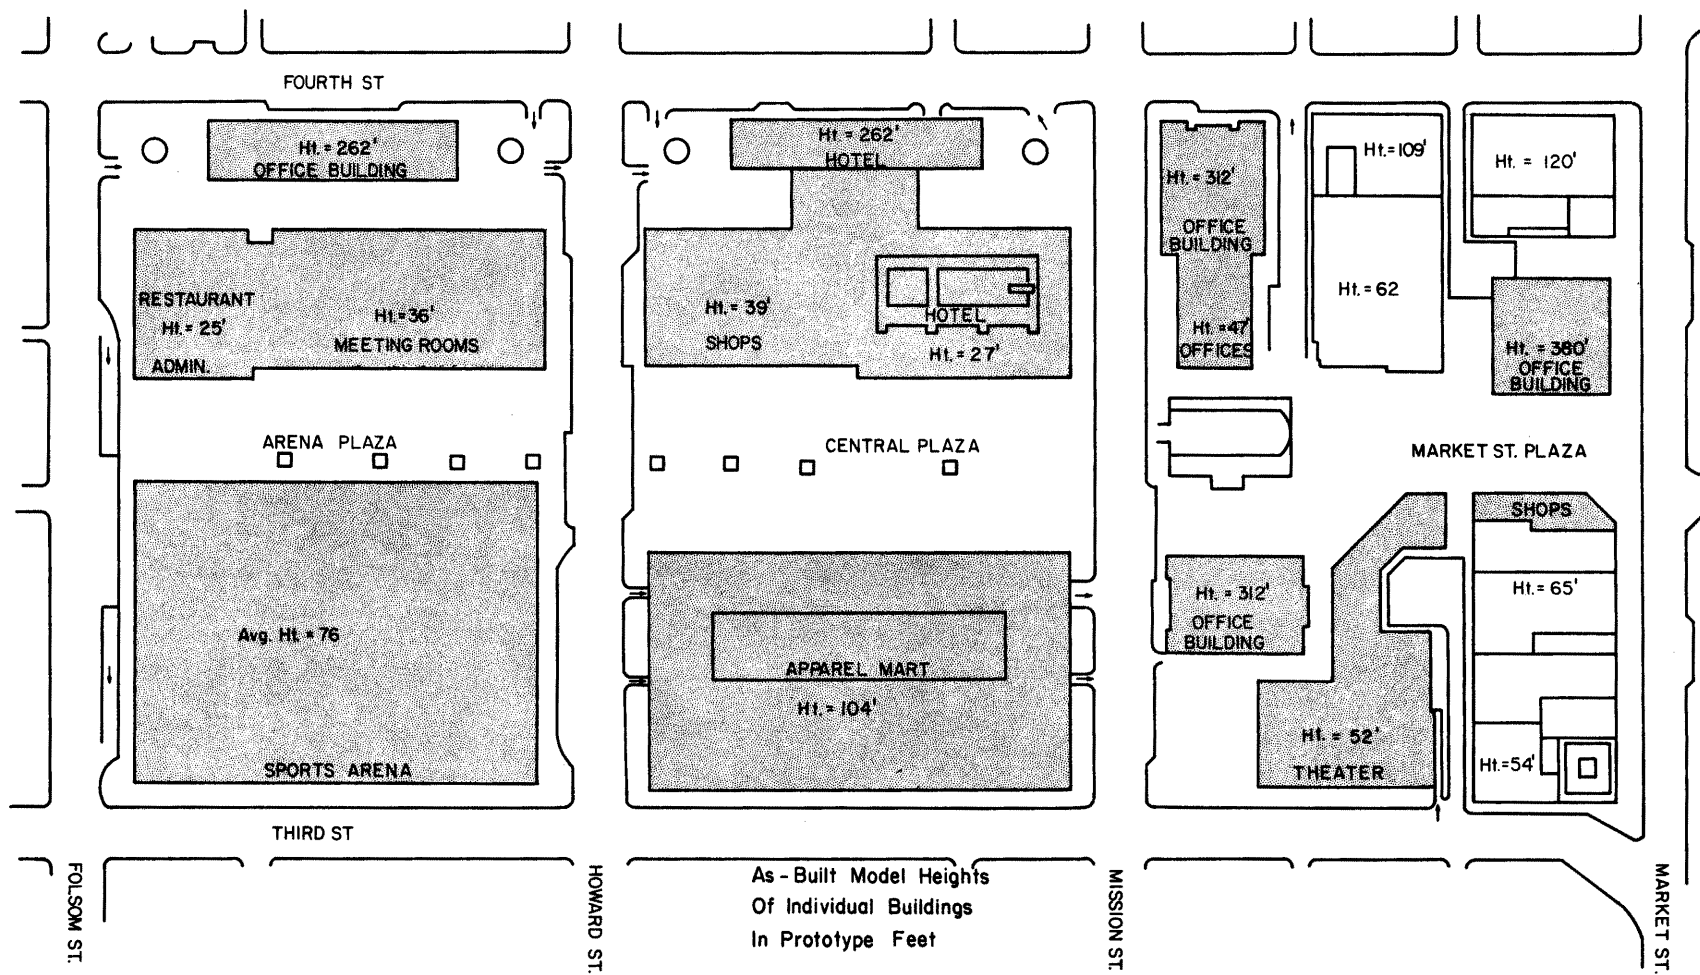 FOURTH ST
Ht. = 262'
OFFICE BUILDING
Ht. = 262'
HOTEL
Ht. = 312'
OFFICE
BUILDING
Ht. = 109'
Ht. = 120'
RESTAURANT
Ht. = 25'
ADMIN.
Ht. = 36'
MEETING ROOMS
Ht. = 39'
SHOPS
HOTEL
Ht. = 27'
Ht. = 47'
OFFICES
Ht. = 62
Ht. = 360'
OFFICE
BUILDING
ARENA PLAZA
CENTRAL PLAZA
MARKET ST. PLAZA
SHOPS
Avg. Ht. = 76
SPORTS ARENA
APPAREL MART
Ht. = 104'
Ht. = 312'
OFFICE
BUILDING
Ht. = 65'
Ht. = 52'
THEATER
Ht. = 54'
THIRD ST
FOLSOM ST.
HOWARD ST.
As-Built Model Heights
Of Individual Buildings
In Prototype Feet
MISSION ST.
MARKET ST.